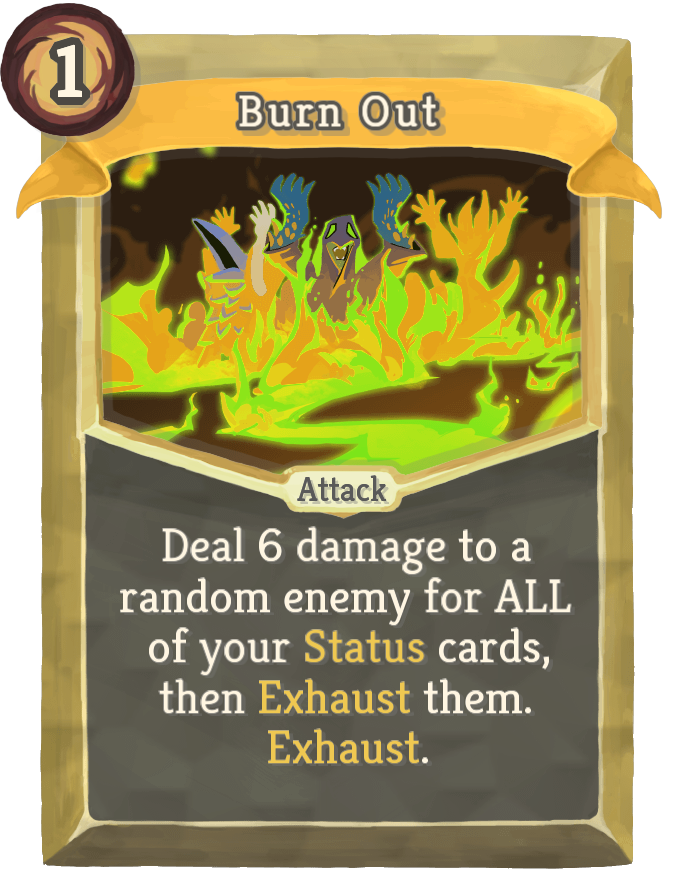 1
Burn Out
Attack
Deal 6 damage to a
random enemy for ALL
of your Status cards,
then Exhaust them.
Exhaust.